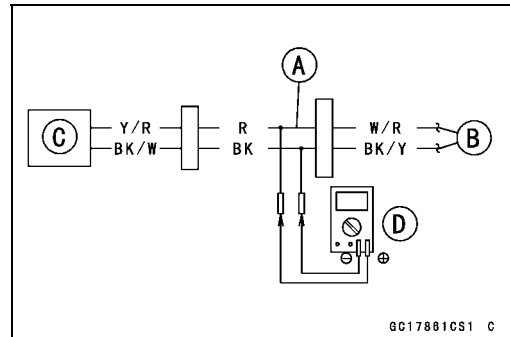 A
C Y/R R W/R B
BK/W BK BK/Y
D
⊖ ⊕
GC17861CS1 C